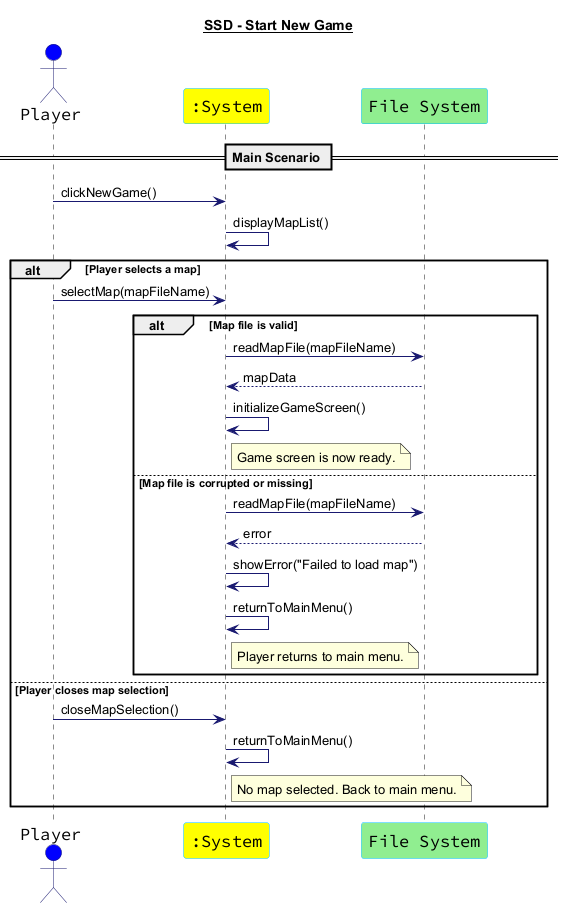 SSD - Start New Game
Player
:System
File System
Main Scenario
clickNewGame()
displayMapList()
alt
[Player selects a map]
selectMap(mapFileName)
alt
[Map file is valid]
readMapFile(mapFileName)
mapData
initializeGameScreen()
Game screen is now ready.
[Map file is corrupted or missing]
readMapFile(mapFileName)
error
showError("Failed to load map")
returnToMainMenu()
Player returns to main menu.
[Player closes map selection]
closeMapSelection()
returnToMainMenu()
No map selected. Back to main menu.
Player
:System
File System